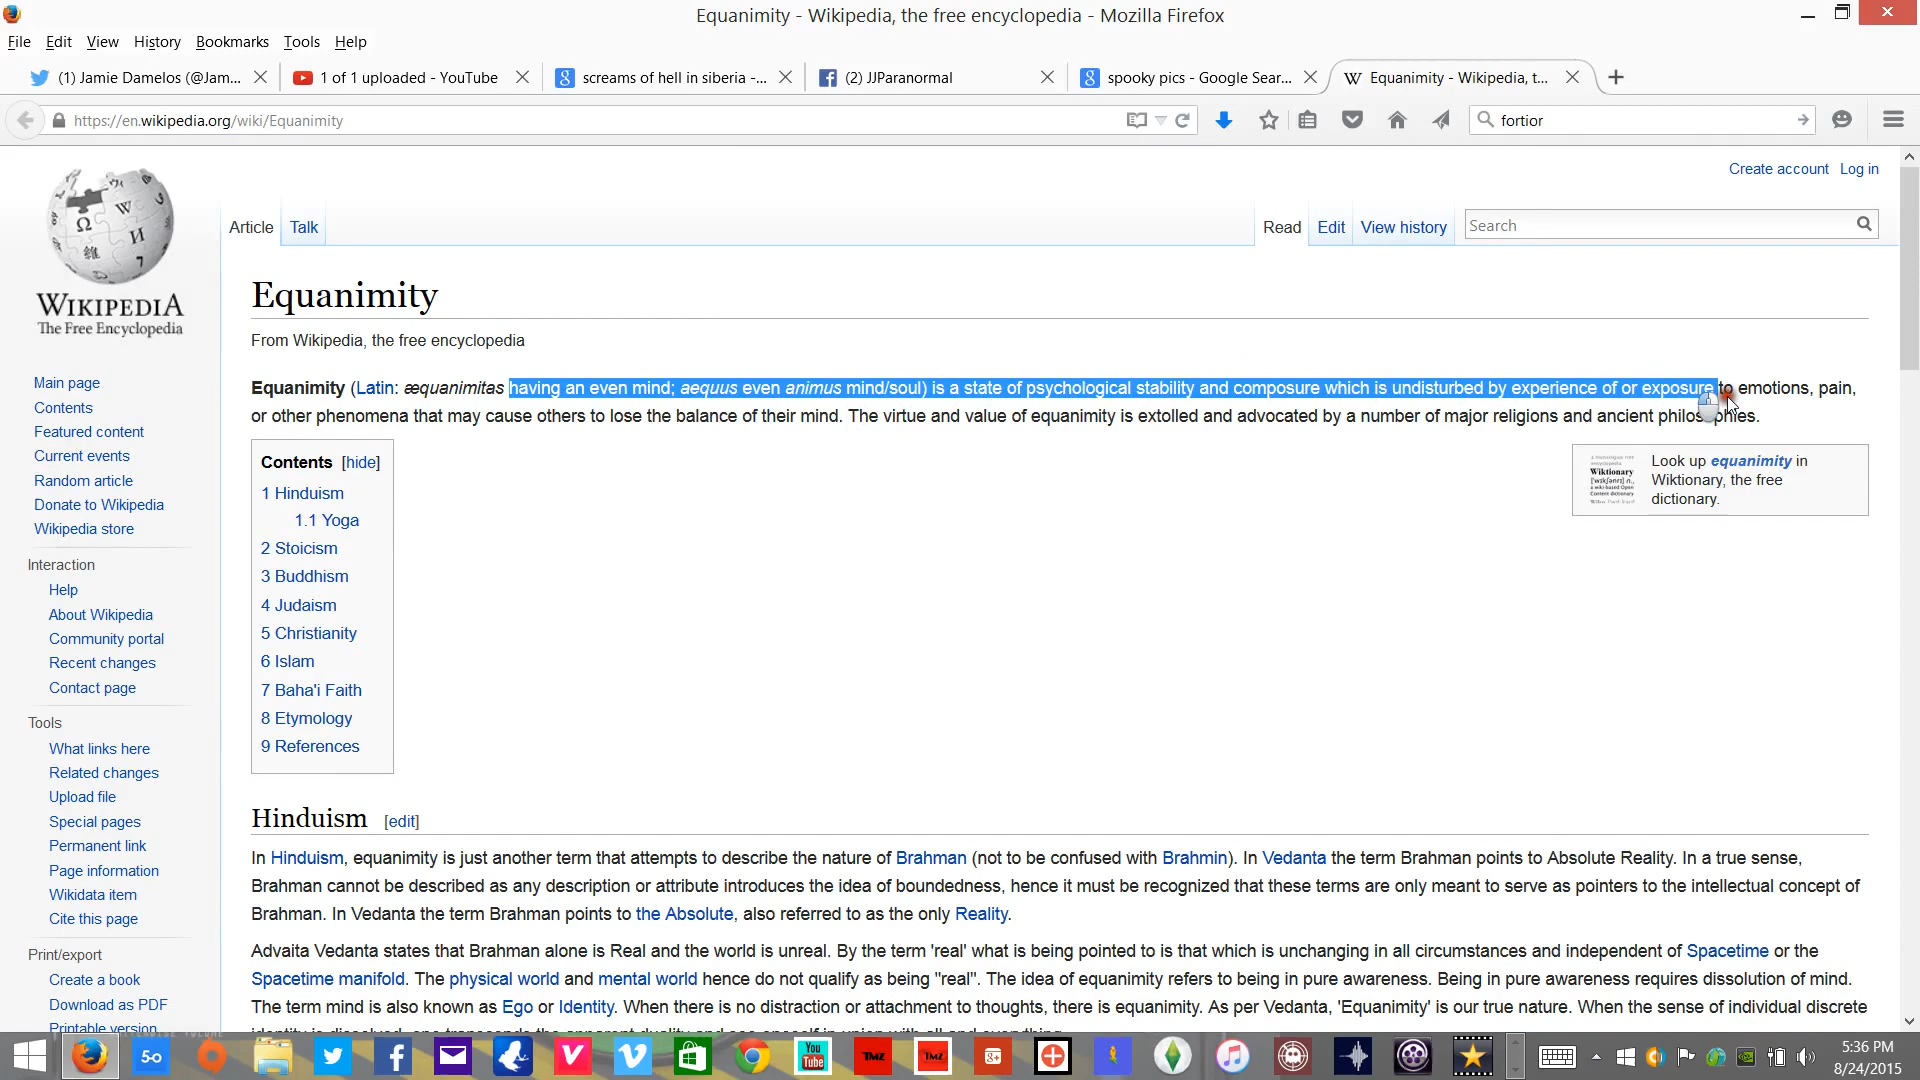 Equanimity - Wikipedia, the free encyclopedia - Mozilla Firefox
File Edit View History Bookmarks Tools Help
(1) Jamie Damelos (@Jam... 1 of 1 uploaded - YouTube screams of hell in siberia -... (2) JJParanormal spooky pics - Google Sear... Equanimity - Wikipedia, t...
https://en.wikipedia.org/wiki/Equanimity fortior
Create account Log in
Article Talk Read Edit View history Search
WIKIPEDIA
The Free Encyclopedia
Equanimity
From Wikipedia, the free encyclopedia
Equanimity (Latin: æquanimitas having an even mind; aequus even animus mind/soul) is a state of psychological stability and composure which is undisturbed by experience of or exposure to emotions, pain,
or other phenomena that may cause others to lose the balance of their mind. The virtue and value of equanimity is extolled and advocated by a number of major religions and ancient philosophies.
Look up equanimity in
Wiktionary, the free
dictionary.
Contents [hide]
1 Hinduism
1.1 Yoga
2 Stoicism
3 Buddhism
4 Judaism
5 Christianity
6 Islam
7 Baha'i Faith
8 Etymology
9 References
Main page
Contents
Featured content
Current events
Random article
Donate to Wikipedia
Wikipedia store
Interaction
Help
About Wikipedia
Community portal
Recent changes
Contact page
Tools
What links here
Related changes
Upload file
Special pages
Permanent link
Page information
Wikidata item
Cite this page
Print/export
Create a book
Download as PDF
Printable version
Hinduism [edit]
In Hinduism, equanimity is just another term that attempts to describe the nature of Brahman (not to be confused with Brahmin). In Vedanta the term Brahman points to Absolute Reality. In a true sense,
Brahman cannot be described as any description or attribute introduces the idea of boundedness, hence it must be recognized that these terms are only meant to serve as pointers to the intellectual concept of
Brahman. In Vedanta the term Brahman points to the Absolute, also referred to as the only Reality.
Advaita Vedanta states that Brahman alone is Real and the world is unreal. By the term 'real' what is being pointed to is that which is unchanging in all circumstances and independent of Spacetime or the
Spacetime manifold. The physical world and mental world hence do not qualify as being "real". The idea of equanimity refers to being in pure awareness. Being in pure awareness requires dissolution of mind.
The term mind is also known as Ego or Identity. When there is no distraction or attachment to thoughts, there is equanimity. As per Vedanta, 'Equanimity' is our true nature. When the sense of individual discrete
5-o You Tube TMZ TMZ
5:36 PM
8/24/2015